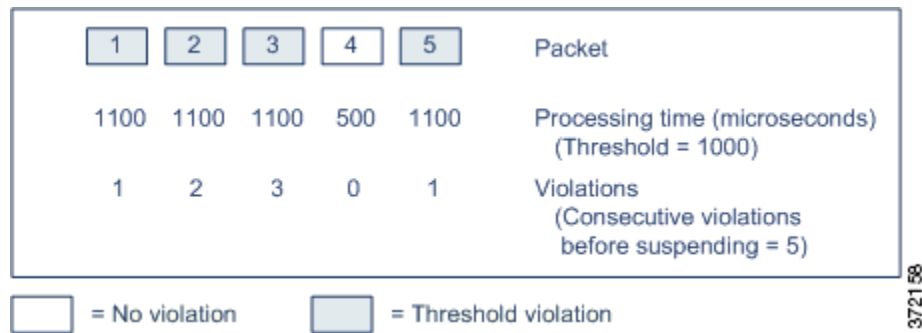 1 2 3 4 5 Packet
1100 1100 1100 500 1100 Processing time (microseconds)
(Threshold = 1000)
1 2 3 0 1 Violations
(Consecutive violations
before suspending = 5)
= No violation = Threshold violation
372158